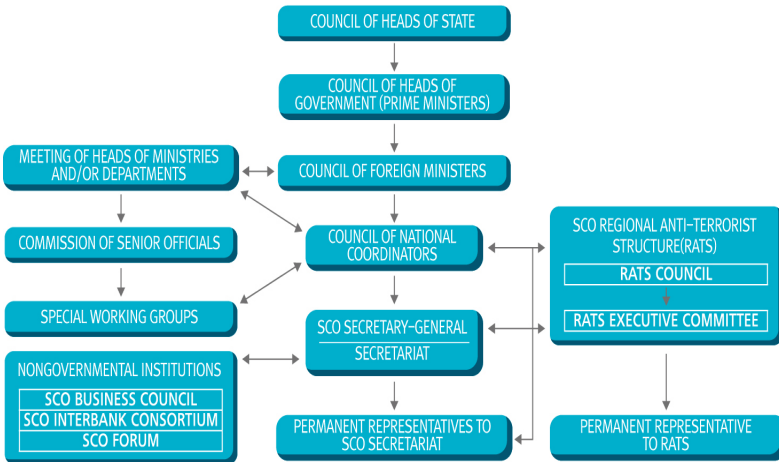 COUNCIL OF HEADS OF STATE
COUNCIL OF HEADS OF
GOVERNMENT (PRIME MINISTERS)
MEETING OF HEADS OF MINISTRIES
AND/OR DEPARTMENTS
COUNCIL OF FOREIGN MINISTERS
COMMISSION OF SENIOR OFFICIALS
COUNCIL OF NATIONAL
COORDINATORS
SCO REGIONAL ANTI-TERRORIST
STRUCTURE(RATS)
RATS COUNCIL
RATS EXECUTIVE COMMITTEE
SPECIAL WORKING GROUPS
SCO SECRETARY-GENERAL
SECRETARIAT
NONGOVERNMENTAL INSTITUTIONS
SCO BUSINESS COUNCIL
SCO INTERBANK CONSORTIUM
SCO FORUM
PERMANENT REPRESENTATIVES TO
SCO SECRETARIAT
PERMANENT REPRESENTATIVE
TO RATS